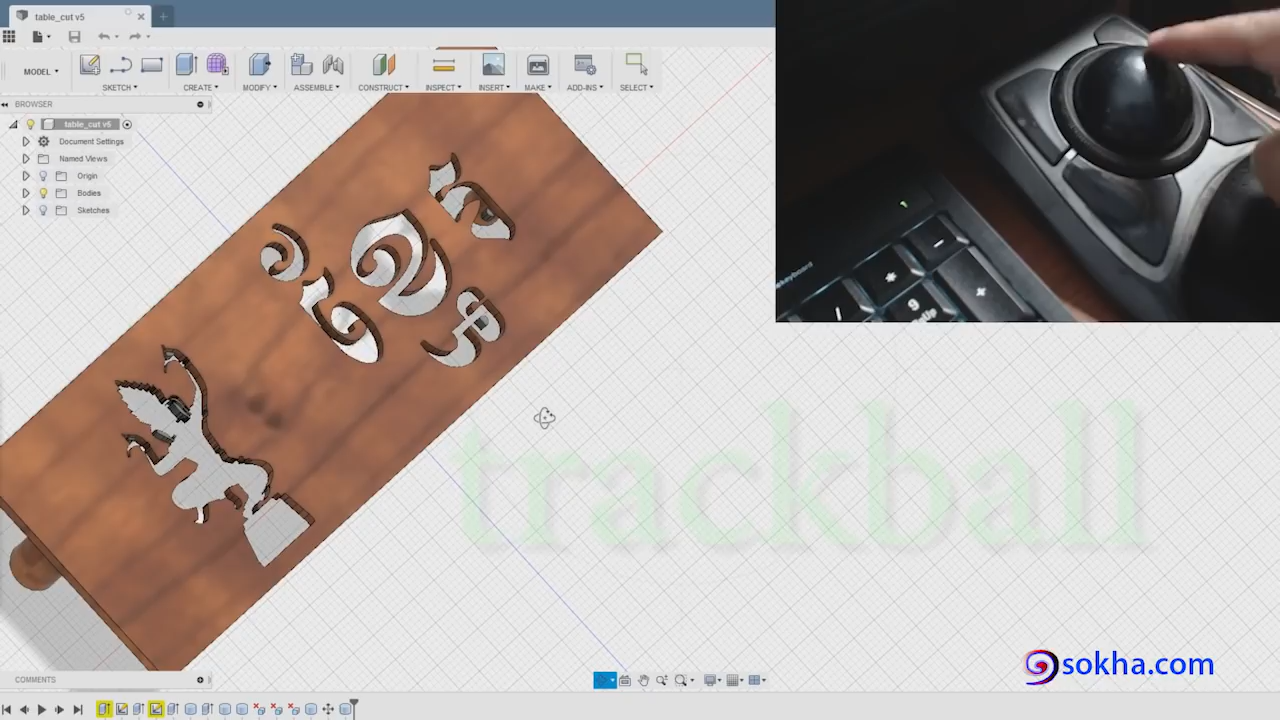 table_cut v5
MODEL
SKETCH
CREATE
MODIFY
ASSEMBLE
CONSTRUCT
INSPECT
INSERT
MAKE
ADD-INS
SELECT
BROWSER
table_cut v5
Document Settings
Named Views
Origin
Bodies
Sketches
trackball
sokha.com
COMMENTS
- 
/ * 9 +